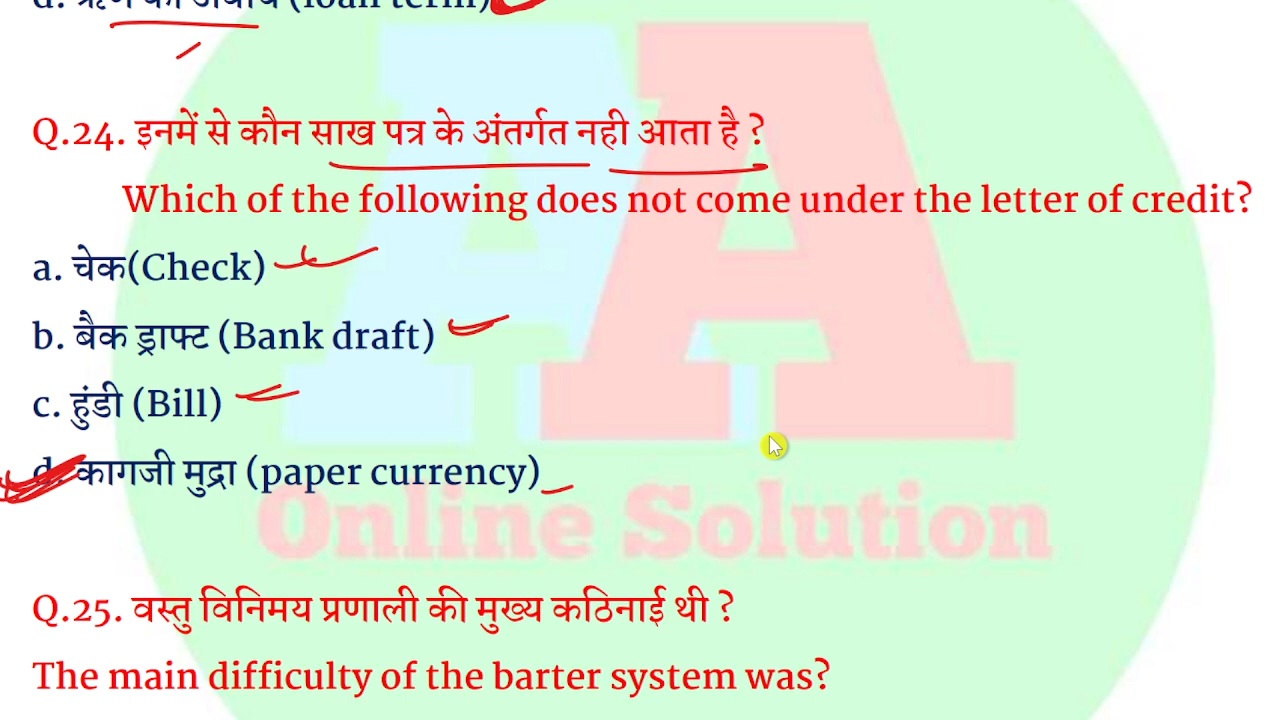 (loan term)
Q.24. इनमें से कौन साख पत्र के अंतर्गत नही आता है ?
Which of the following does not come under the letter of credit?
a. चेक(Check)
b. बैक ड्राफ्ट (Bank draft)
c. हुंडी (Bill)
d. कागजी मुद्रा (paper currency)
Online Solution
Q.25. वस्तु विनिमय प्रणाली की मुख्य कठिनाई थी ?
The main difficulty of the barter system was?